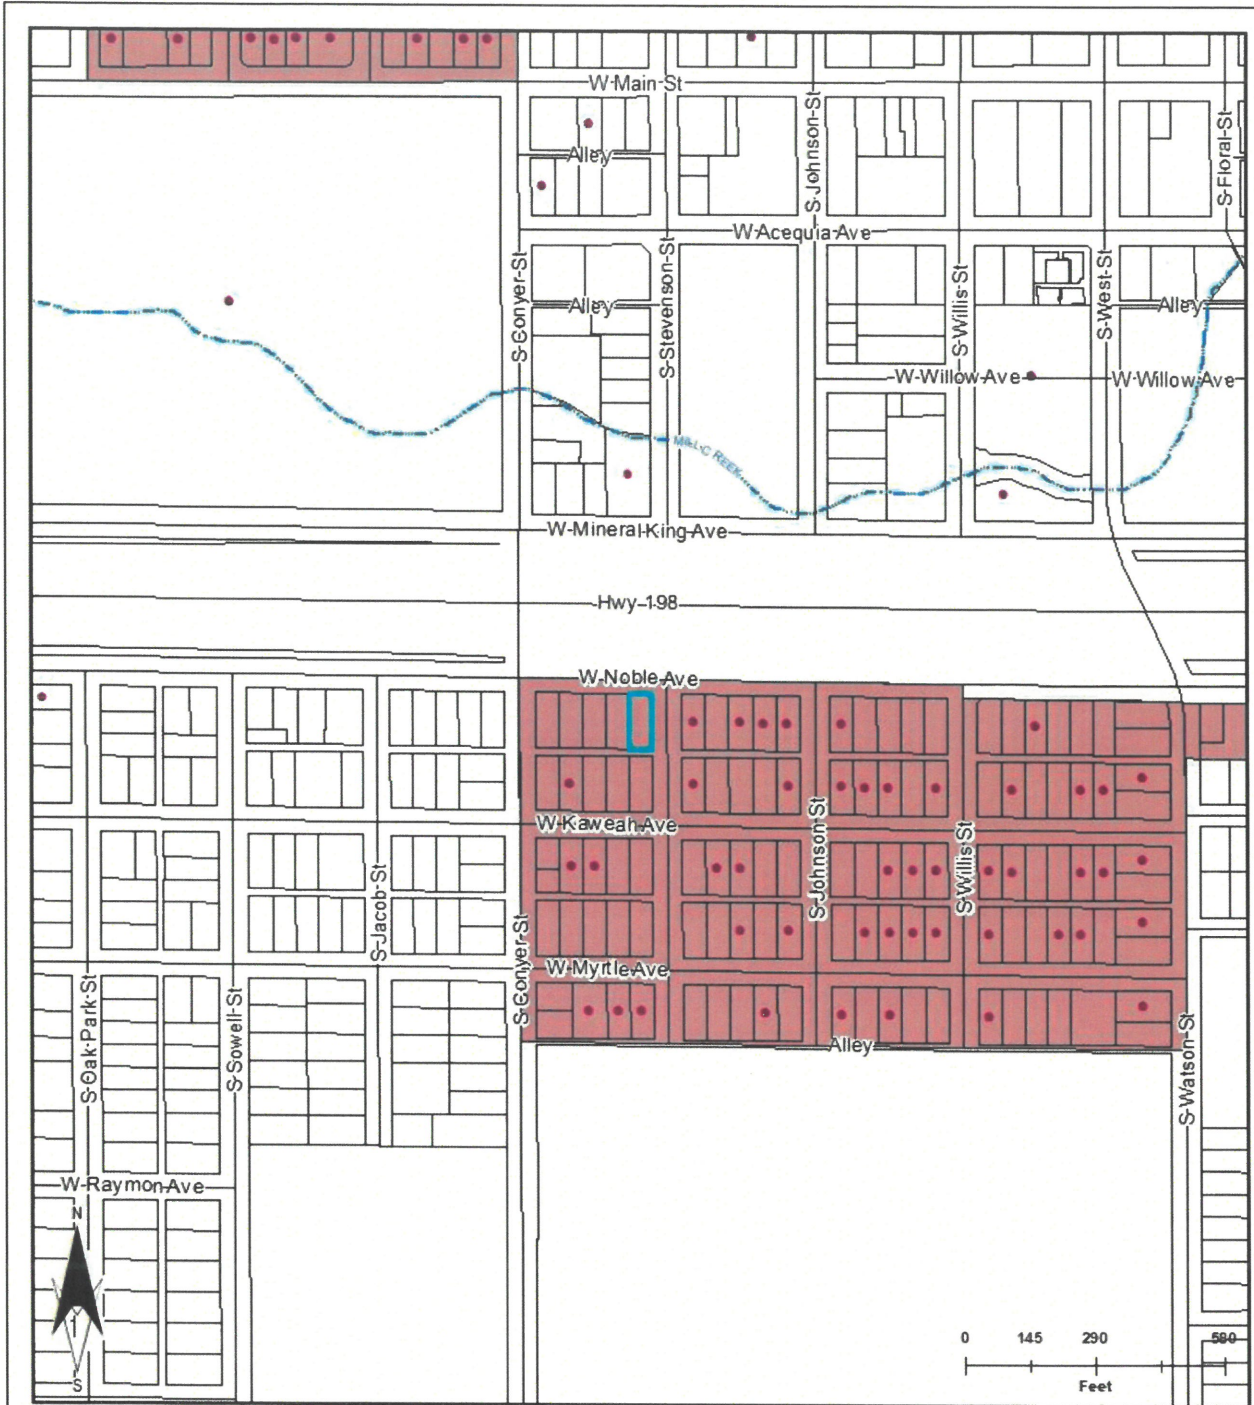 W Main St
S Johnson St
S Floral St
Alley
W Acequia Ave
S Conyer St
S Stevenson St
S Willis St
S West St
Alley
Alley
W Willow Ave
W Willow Ave
MILL CREEK
W Mineral King Ave
Hwy 198
W Noble Ave
W Kaweah Ave
S Johnson St
S Willis St
S Jacob St
S Conyer St
W Myrtle Ave
S Oak Park St
S Sowell St
Alley
S Watson St
W Raymon Ave
N
S
0 145 290 580
Feet